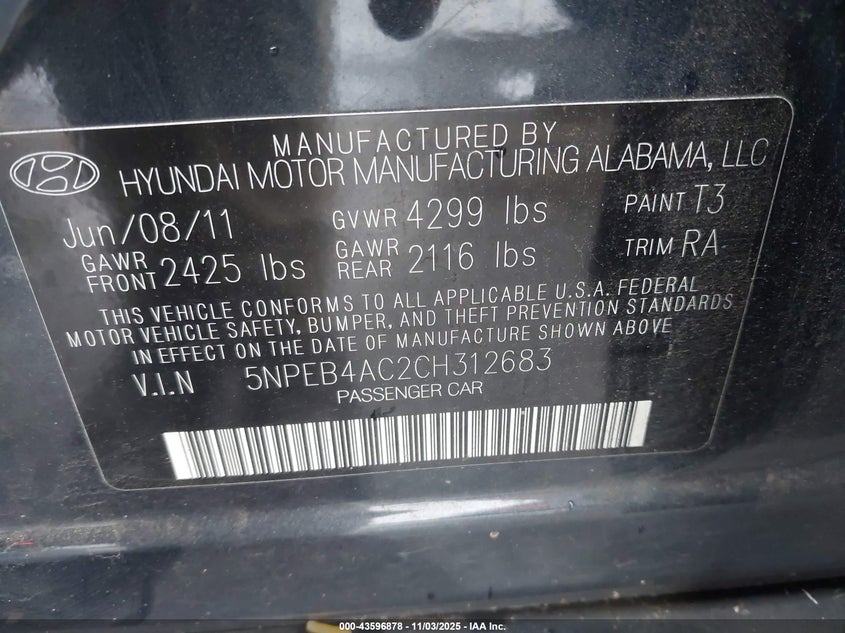 MANUFACTURED BY
HYUNDAI MOTOR MANUFACTURING ALABAMA, LLC
Jun/08/11 GVWR 4299 lbs PAINT T3
GAWR FRONT 2425 lbs GAWR REAR 2116 lbs TRIM RA
THIS VEHICLE CONFORMS TO ALL APPLICABLE U.S.A. FEDERAL
MOTOR VEHICLE SAFETY, BUMPER, AND THEFT PREVENTION STANDARDS
IN EFFECT ON THE DATE OF MANUFACTURE SHOWN ABOVE
V.I.N 5NPEB4AC2CH312683
PASSENGER CAR
000-43596878 - 11/03/2025 - IAA Inc.